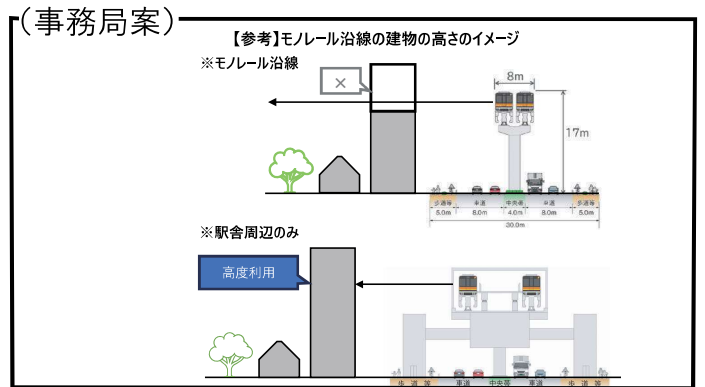 (事務局案)
【参考】モノレール沿線の建物の高さのイメージ
※モノレール沿線
×
8m
17m
歩道等 車道 中央帯 車道 歩道等
5.0m 8.0m 4.0m 8.0m 5.0m
30.0m
※駅舎周辺のみ
高度利用
歩道等 車道 中央帯 車道 歩道等